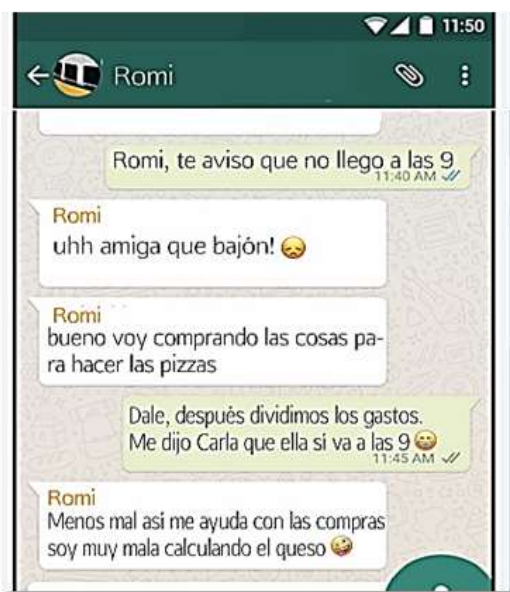 11:50
Romi
Romi, te aviso que no llego a las 9
11:40 AM
Romi
uhh amiga que bajón! 😞
Romi
bueno voy comprando las cosas pa-
ra hacer las pizzas
Dale, después dividimos los gastos.
Me dijo Carla que ella si va a las 9 😁
11:45 AM
Romi
Menos mal asi me ayuda con las compras
soy muy mala calculando el queso 🤪